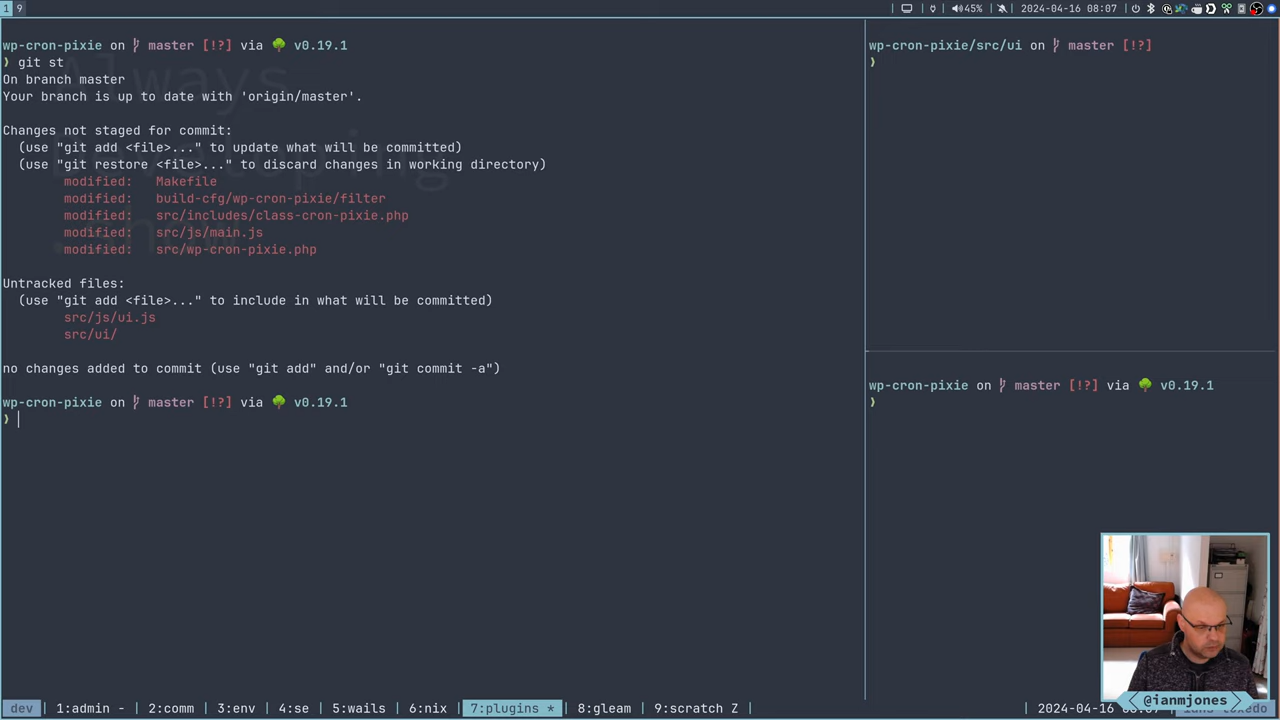 1 9
45% 2024-04-16 08:07
wp-cron-pixie on master [!?] via v0.19.1
❯ git st
On branch master
Your branch is up to date with 'origin/master'.
Changes not staged for commit:
(use "git add <file>..." to update what will be committed)
(use "git restore <file>..." to discard changes in working directory)
modified: Makefile
modified: build-cfg/wp-cron-pixie/filter
modified: src/includes/class-cron-pixie.php
modified: src/js/main.js
modified: src/wp-cron-pixie.php
Untracked files:
(use "git add <file>..." to include in what will be committed)
src/js/ui.js
src/ui/
no changes added to commit (use "git add" and/or "git commit -a")
wp-cron-pixie on master [!?] via v0.19.1
❯
Always
Developing
.show
wp-cron-pixie/src/ui on master [!?]
❯
wp-cron-pixie on master [!?] via v0.19.1
❯
@ianmjones
dev | 1:admin - | 2:comm | 3:env | 4:se | 5:wails | 6:nix | 7:plugins * | 8:gleam | 9:scratch Z | | 2024-04-16